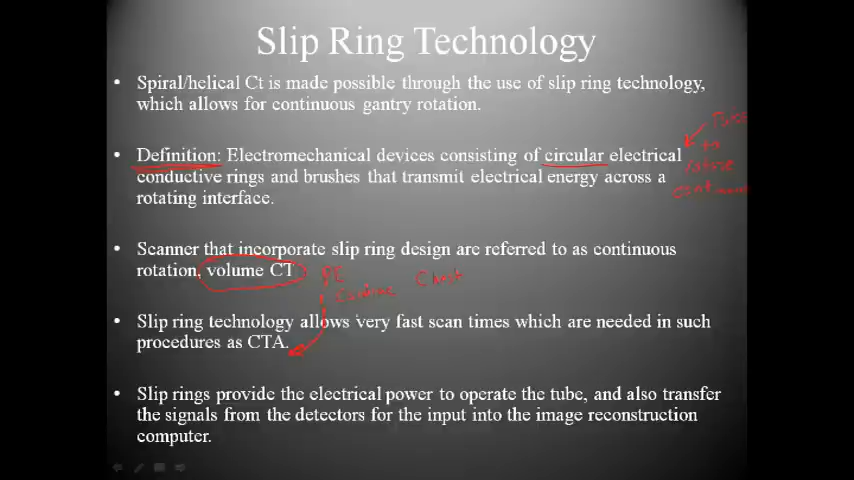 Slip Ring Technology
• Spiral/helical Ct is made possible through the use of slip ring technology,
which allows for continuous gantry rotation.
• Definition: Electromechanical devices consisting of circular electrical
conductive rings and brushes that transmit electrical energy across a
rotating interface.
to
• Scanner that incorporate slip ring design are referred to as continuous
rotation, volume CT
PE
Cardiac Chest
• Slip ring technology allows very fast scan times which are needed in such
procedures as CTA.
• Slip rings provide the electrical power to operate the tube, and also transfer
the signals from the detectors for the input into the image reconstruction
computer.